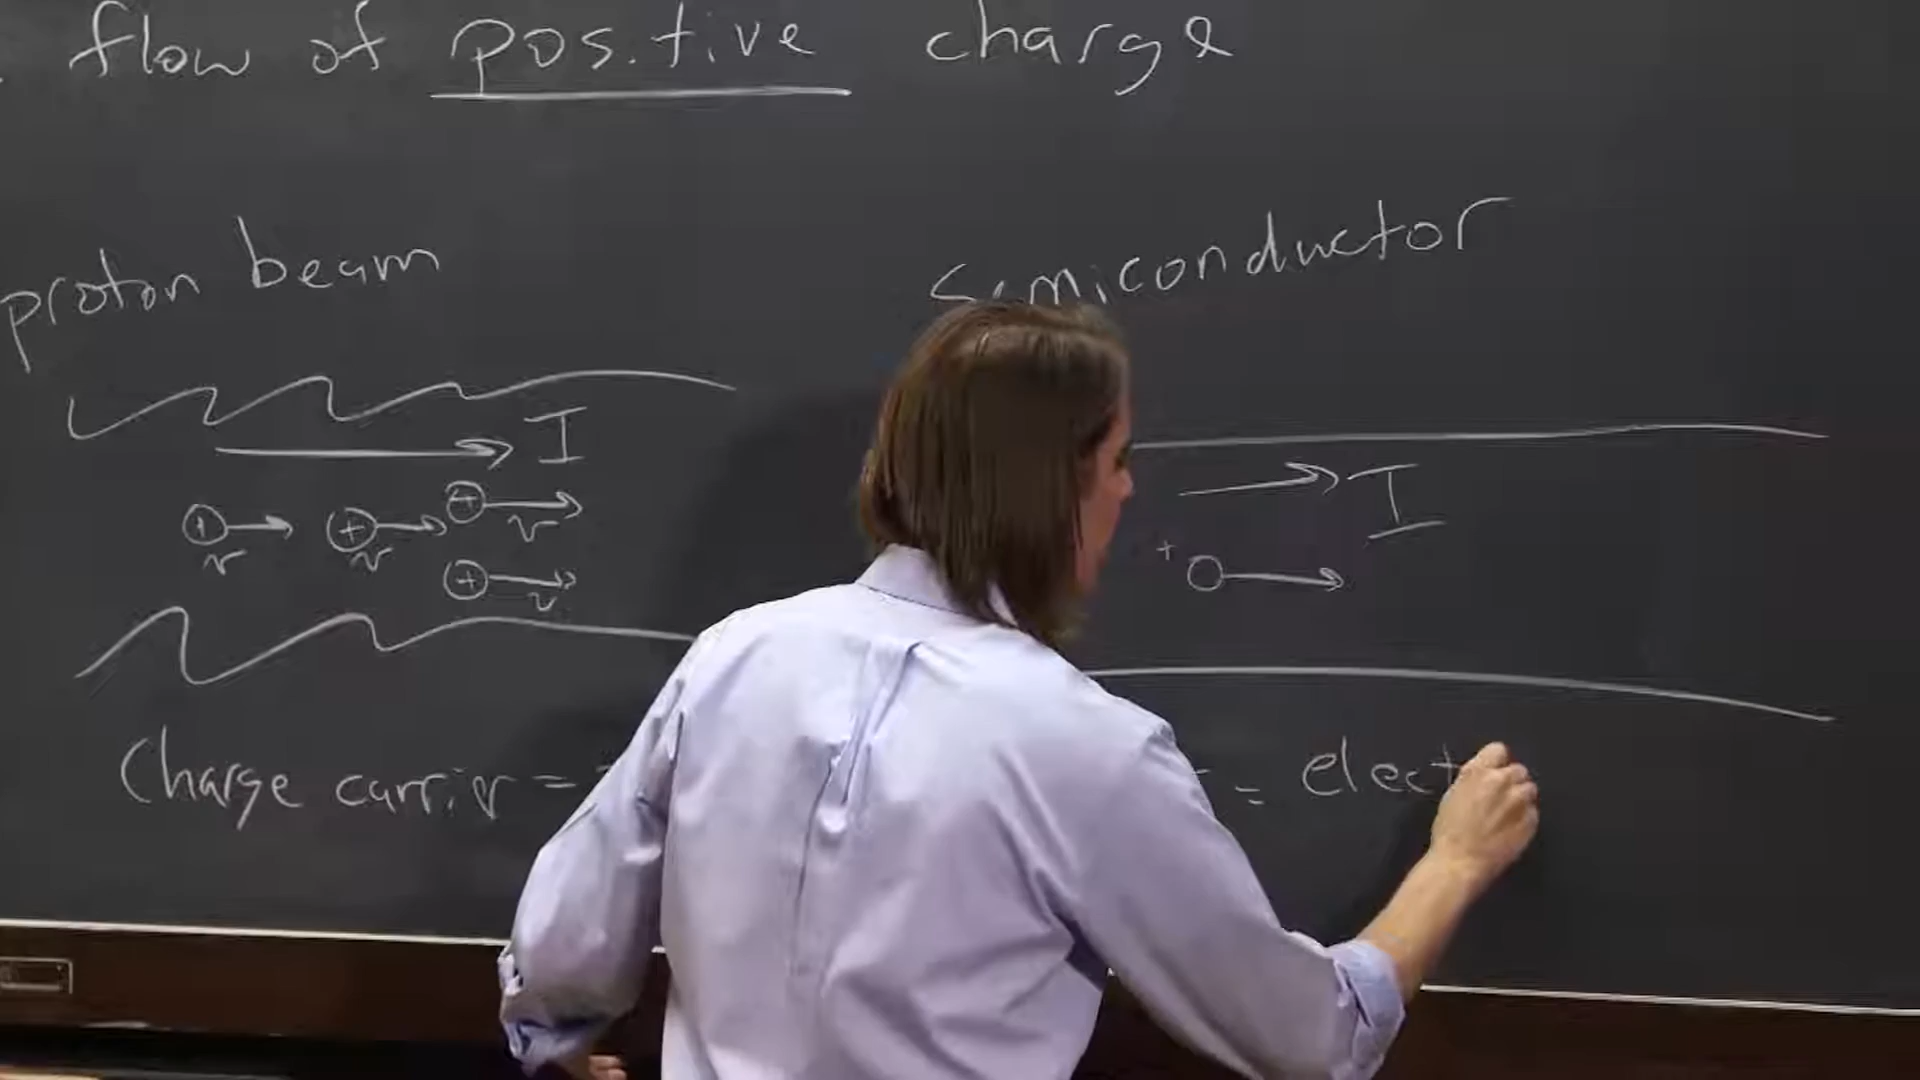 flow of positive charge
proton beam
semiconductor
I
I
+ + + +
v v v v
+
charge carrier =
= elect